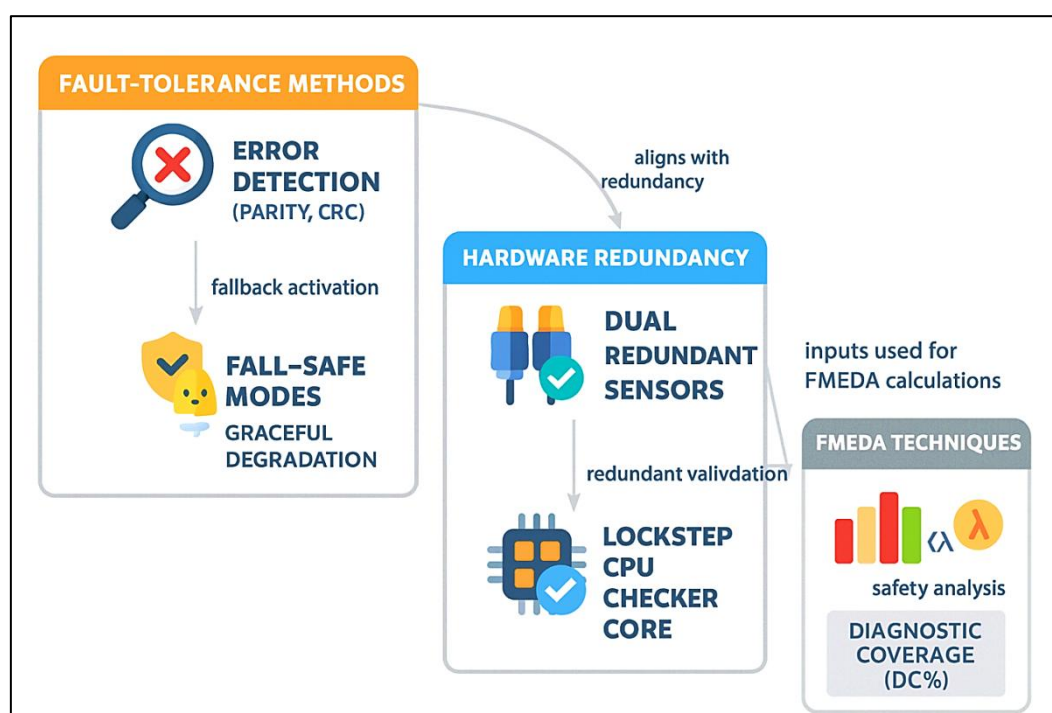 FAULT-TOLERANCE METHODS
ERROR
DETECTION
(PARITY, CRC)
fallback activation
FALL-SAFE
MODES
GRACEFUL
DEGRADATION
aligns with
redundancy
HARDWARE REDUNDANCY
DUAL
REDUNDANT
SENSORS
redundant valivdation
LOCKSTEP
CPU
CHECKER
CORE
inputs used for
FMEDA calculations
FMEDA TECHNIQUES
‹λ λ
safety analysis
DIAGNOSTIC
COVERAGE
(DC%)